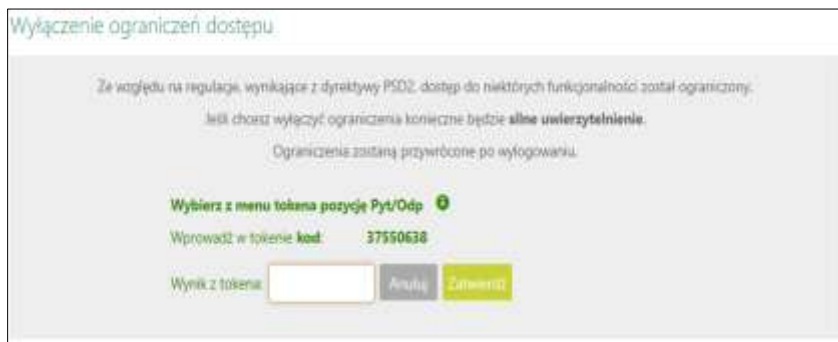 Wyłączenie ograniczeń dostępu
Ze względu na regulacje, wynikające z dyrektywy PSD2, dostęp do niektórych funkcjonalności został ograniczony.
Jeśli chcesz wyłączyć ograniczenia konieczne będzie silne uwierzytelnienie.
Ograniczenia zostaną przywrócone po wylogowaniu.
Wybierz z menu tokena pozycję Pyt/Odp
Wprowadź w tokenie kod: 37550638
Wynik z tokena: Anuluj Zatwierdź